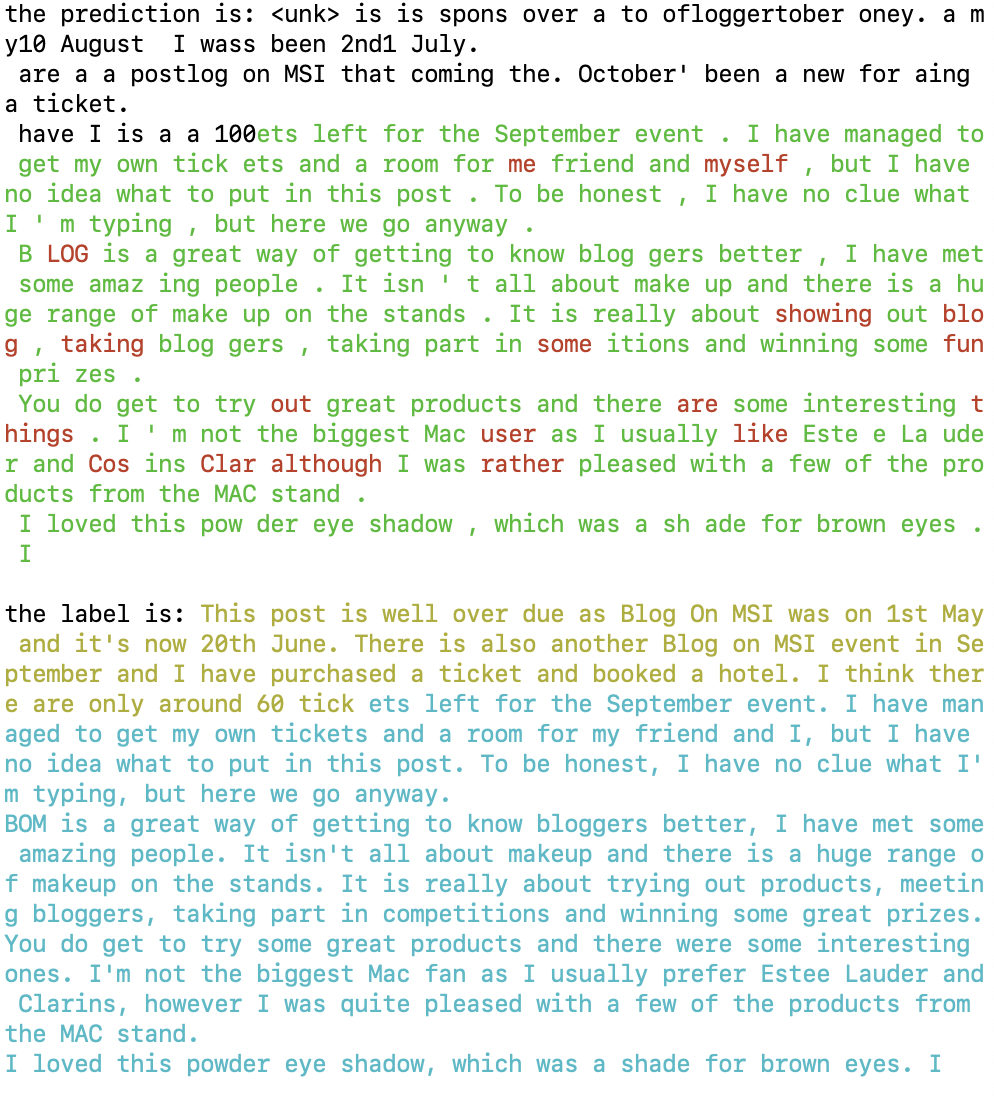 the prediction is: <unk> is is spons over a to ofloggertober oney. a m
y10 August  I wass been 2nd1 July.
 are a a postlog on MSI that coming the. October' been a new for aing
a ticket.
 have I is a a 100ets left for the September event . I have managed to
 get my own tick ets and a room for me friend and myself , but I have
no idea what to put in this post . To be honest , I have no clue what
I ' m typing , but here we go anyway .
 B LOG is a great way of getting to know blog gers better , I have met
 some amaz ing people . It isn ' t all about make up and there is a hu
ge range of make up on the stands . It is really about showing out blo
g , taking blog gers , taking part in some itions and winning some fun
 pri zes .
 You do get to try out great products and there are some interesting t
hings . I ' m not the biggest Mac user as I usually like Este e La ude
r and Cos ins Clar although I was rather pleased with a few of the pro
ducts from the MAC stand .
 I loved this pow der eye shadow , which was a sh ade for brown eyes .
 I
the label is: This post is well over due as Blog On MSI was on 1st May
 and it's now 20th June. There is also another Blog on MSI event in Se
ptember and I have purchased a ticket and booked a hotel. I think ther
e are only around 60 tick ets left for the September event. I have man
aged to get my own tickets and a room for my friend and I, but I have
no idea what to put in this post. To be honest, I have no clue what I'
m typing, but here we go anyway.
BOM is a great way of getting to know bloggers better, I have met some
 amazing people. It isn't all about makeup and there is a huge range o
f makeup on the stands. It is really about trying out products, meetin
g bloggers, taking part in competitions and winning some great prizes.
You do get to try some great products and there were some interesting
ones. I'm not the biggest Mac fan as I usually prefer Estee Lauder and
 Clarins, however I was quite pleased with a few of the products from
the MAC stand.
I loved this powder eye shadow, which was a shade for brown eyes. I